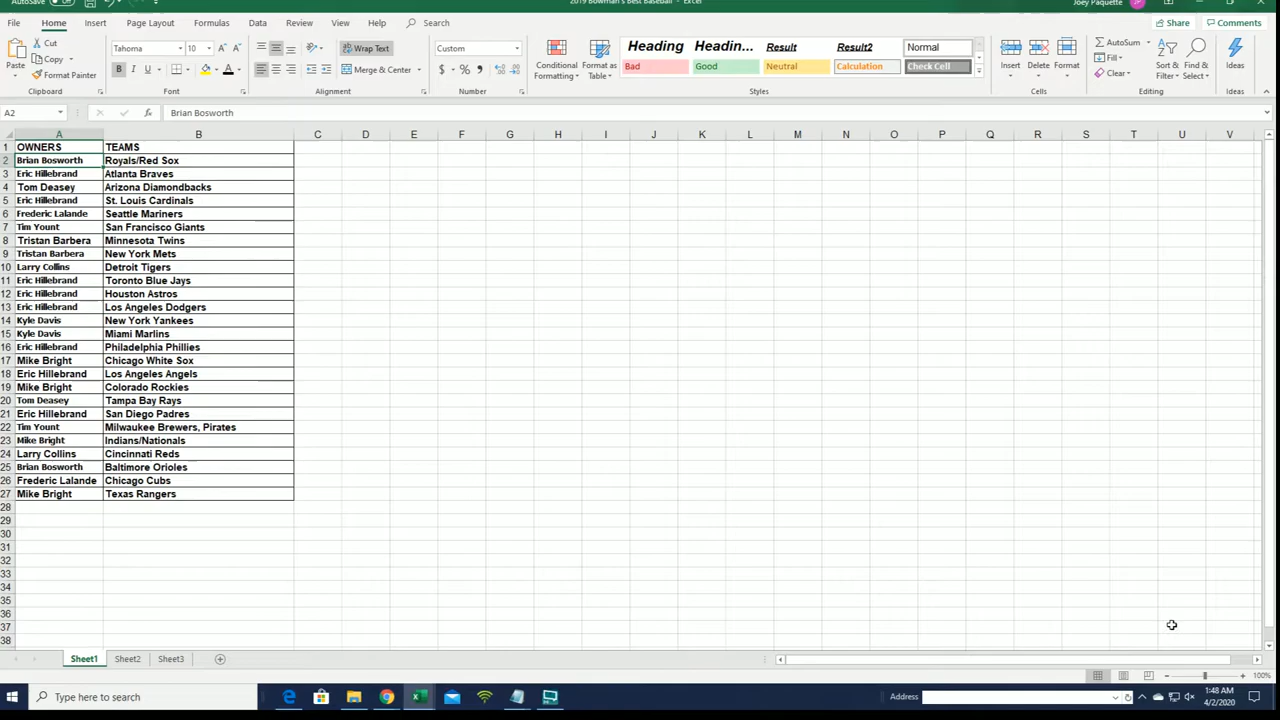 AutoSave
2019 Bowman's Best Baseball - Excel
Joey Paquette
JP
File Home Insert Page Layout Formulas Data Review View Help Search Share Comments
Cut
Copy
Format Painter
Paste
Clipboard
Tahoma 10
B I U
Font
Wrap Text
Merge & Center
Alignment
Custom
$ % ,
Number
Conditional Formatting
Format as Table
Heading Headin... Result Result2 Normal
Bad Good Neutral Calculation Check Cell
Styles
Insert Delete Format
Cells
AutoSum
Fill
Clear
Sort & Filter
Find & Select
Editing
Ideas
Ideas
A2 fx Brian Bosworth
A B C D E F G H I J K L M N O P Q R S T U V
1 OWNERS TEAMS
2 Brian Bosworth Royals/Red Sox
3 Eric Hillebrand Atlanta Braves
4 Tom Deasey Arizona Diamondbacks
5 Eric Hillebrand St. Louis Cardinals
6 Frederic Lalande Seattle Mariners
7 Tim Yount San Francisco Giants
8 Tristan Barbera Minnesota Twins
9 Tristan Barbera New York Mets
10 Larry Collins Detroit Tigers
11 Eric Hillebrand Toronto Blue Jays
12 Eric Hillebrand Houston Astros
13 Eric Hillebrand Los Angeles Dodgers
14 Kyle Davis New York Yankees
15 Kyle Davis Miami Marlins
16 Eric Hillebrand Philadelphia Phillies
17 Mike Bright Chicago White Sox
18 Eric Hillebrand Los Angeles Angels
19 Mike Bright Colorado Rockies
20 Tom Deasey Tampa Bay Rays
21 Eric Hillebrand San Diego Padres
22 Tim Yount Milwaukee Brewers, Pirates
23 Mike Bright Indians/Nationals
24 Larry Collins Cincinnati Reds
25 Brian Bosworth Baltimore Orioles
26 Frederic Lalande Chicago Cubs
27 Mike Bright Texas Rangers
28
29
30
31
32
33
34
35
36
37
38
Sheet1 Sheet2 Sheet3
100%
Type here to search
Address
1:48 AM
4/2/2020